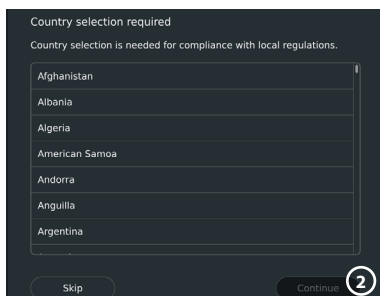 Country selection required
Country selection is needed for compliance with local regulations.
Afghanistan
Albania
Algeria
American Samoa
Andorra
Anguilla
Argentina
Skip
Continue
2